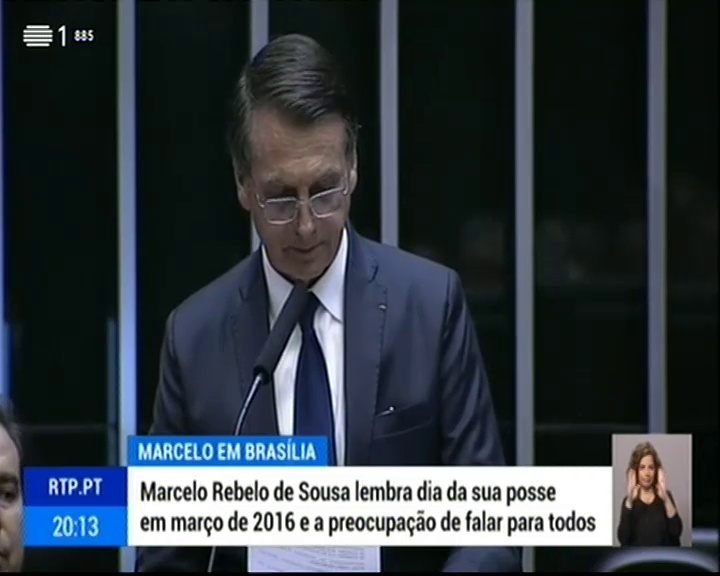 1 885
MARCELO EM BRASÍLIA
RTP.PT
20:13
Marcelo Rebelo de Sousa lembra dia da sua posse
em março de 2016 e a preocupação de falar para todos